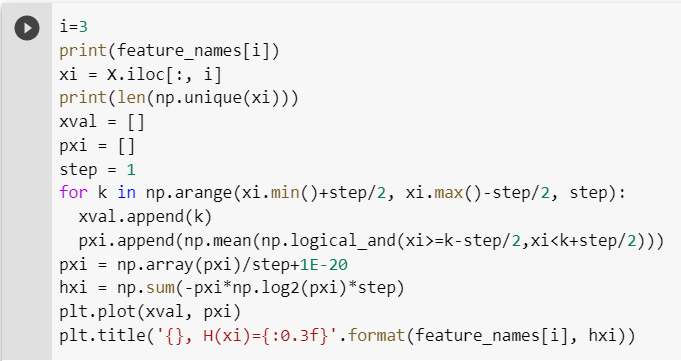 i=3
print(feature_names[i])
xi = X.iloc[:, i]
print(len(np.unique(xi)))
xval = []
pxi = []
step = 1
for k in np.arange(xi.min()+step/2, xi.max()-step/2, step):
  xval.append(k)
  pxi.append(np.mean(np.logical_and(xi>=k-step/2,xi<k+step/2)))
pxi = np.array(pxi)/step+1E-20
hxi = np.sum(-pxi*np.log2(pxi)*step)
plt.plot(xval, pxi)
plt.title('{}, H(xi)={:0.3f}'.format(feature_names[i], hxi))